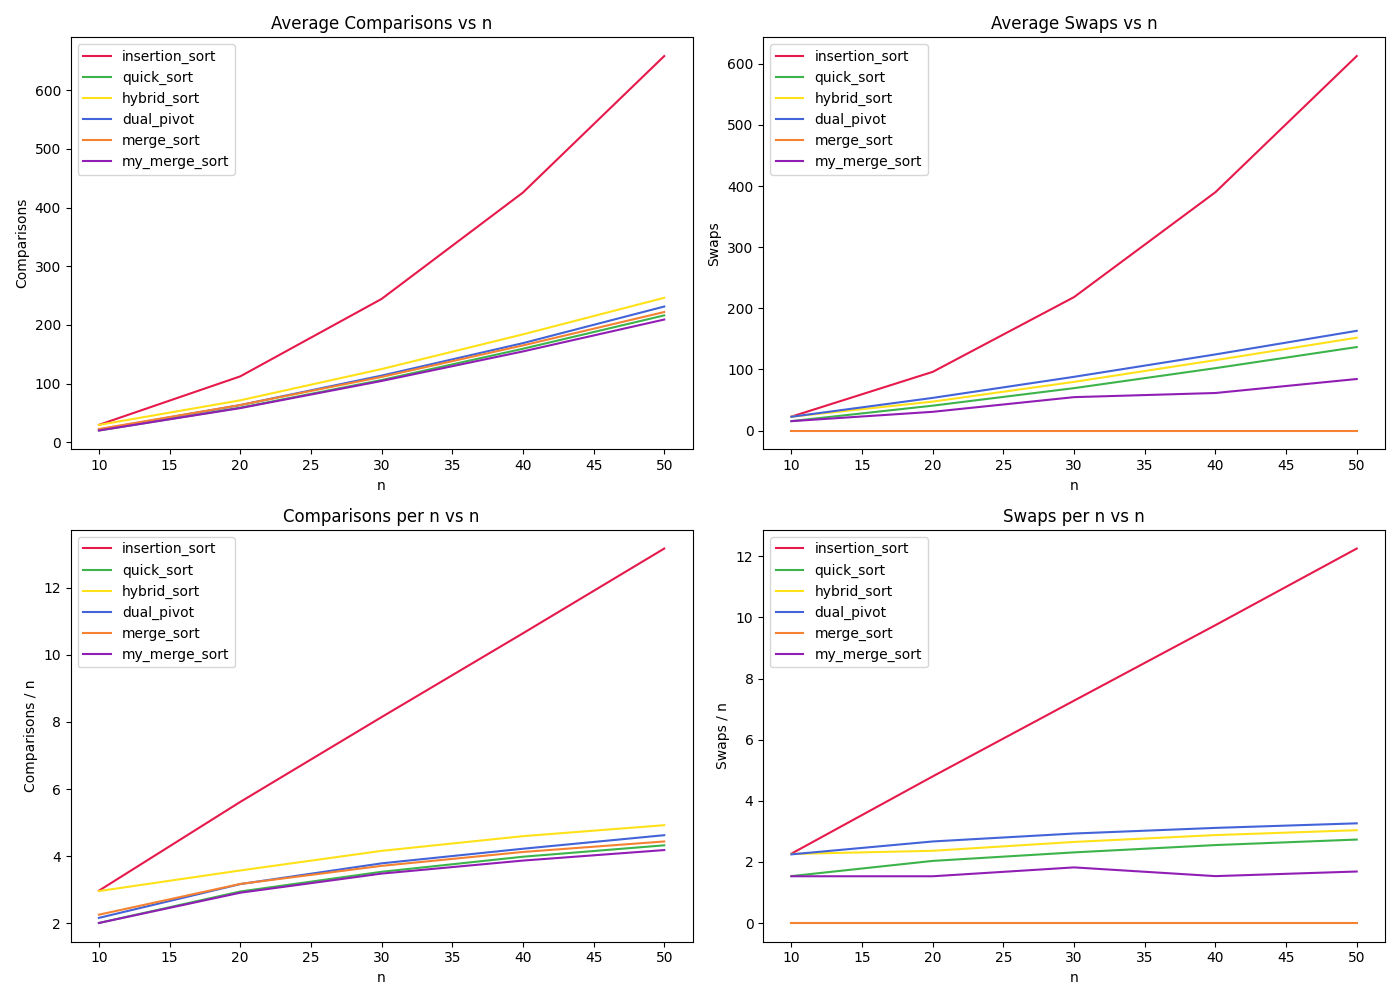 Average Comparisons vs n
insertion_sort
quick_sort
hybrid_sort
dual_pivot
merge_sort
my_merge_sort
Comparisons
600
500
400
300
200
100
0
10 15 20 25 30 35 40 45 50
n
Average Swaps vs n
insertion_sort
quick_sort
hybrid_sort
dual_pivot
merge_sort
my_merge_sort
Swaps
600
500
400
300
200
100
0
10 15 20 25 30 35 40 45 50
n
Comparisons per n vs n
insertion_sort
quick_sort
hybrid_sort
dual_pivot
merge_sort
my_merge_sort
Comparisons / n
12
10
8
6
4
2
10 15 20 25 30 35 40 45 50
n
Swaps per n vs n
insertion_sort
quick_sort
hybrid_sort
dual_pivot
merge_sort
my_merge_sort
Swaps / n
12
10
8
6
4
2
0
10 15 20 25 30 35 40 45 50
n